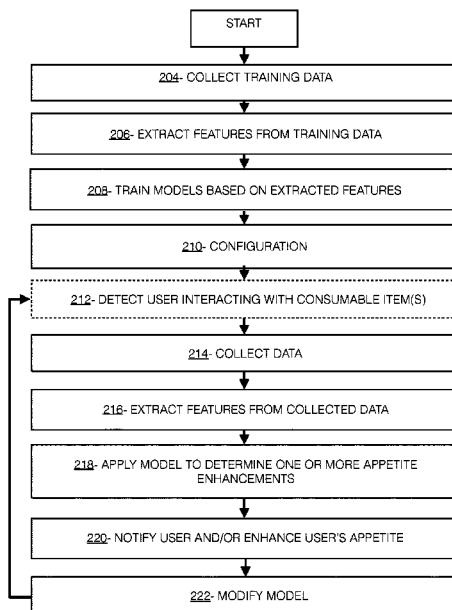 START
204- COLLECT TRAINING DATA
206- EXTRACT FEATURES FROM TRAINING DATA
208- TRAIN MODELS BASED ON EXTRACTED FEATURES
210- CONFIGURATION
212- DETECT USER INTERACTING WITH CONSUMABLE ITEM(S)
214- COLLECT DATA
216- EXTRACT FEATURES FROM COLLECTED DATA
218- APPLY MODEL TO DETERMINE ONE OR MORE APPETITE
ENHANCEMENTS
220- NOTIFY USER AND/OR ENHANCE USER'S APPETITE
222- MODIFY MODEL